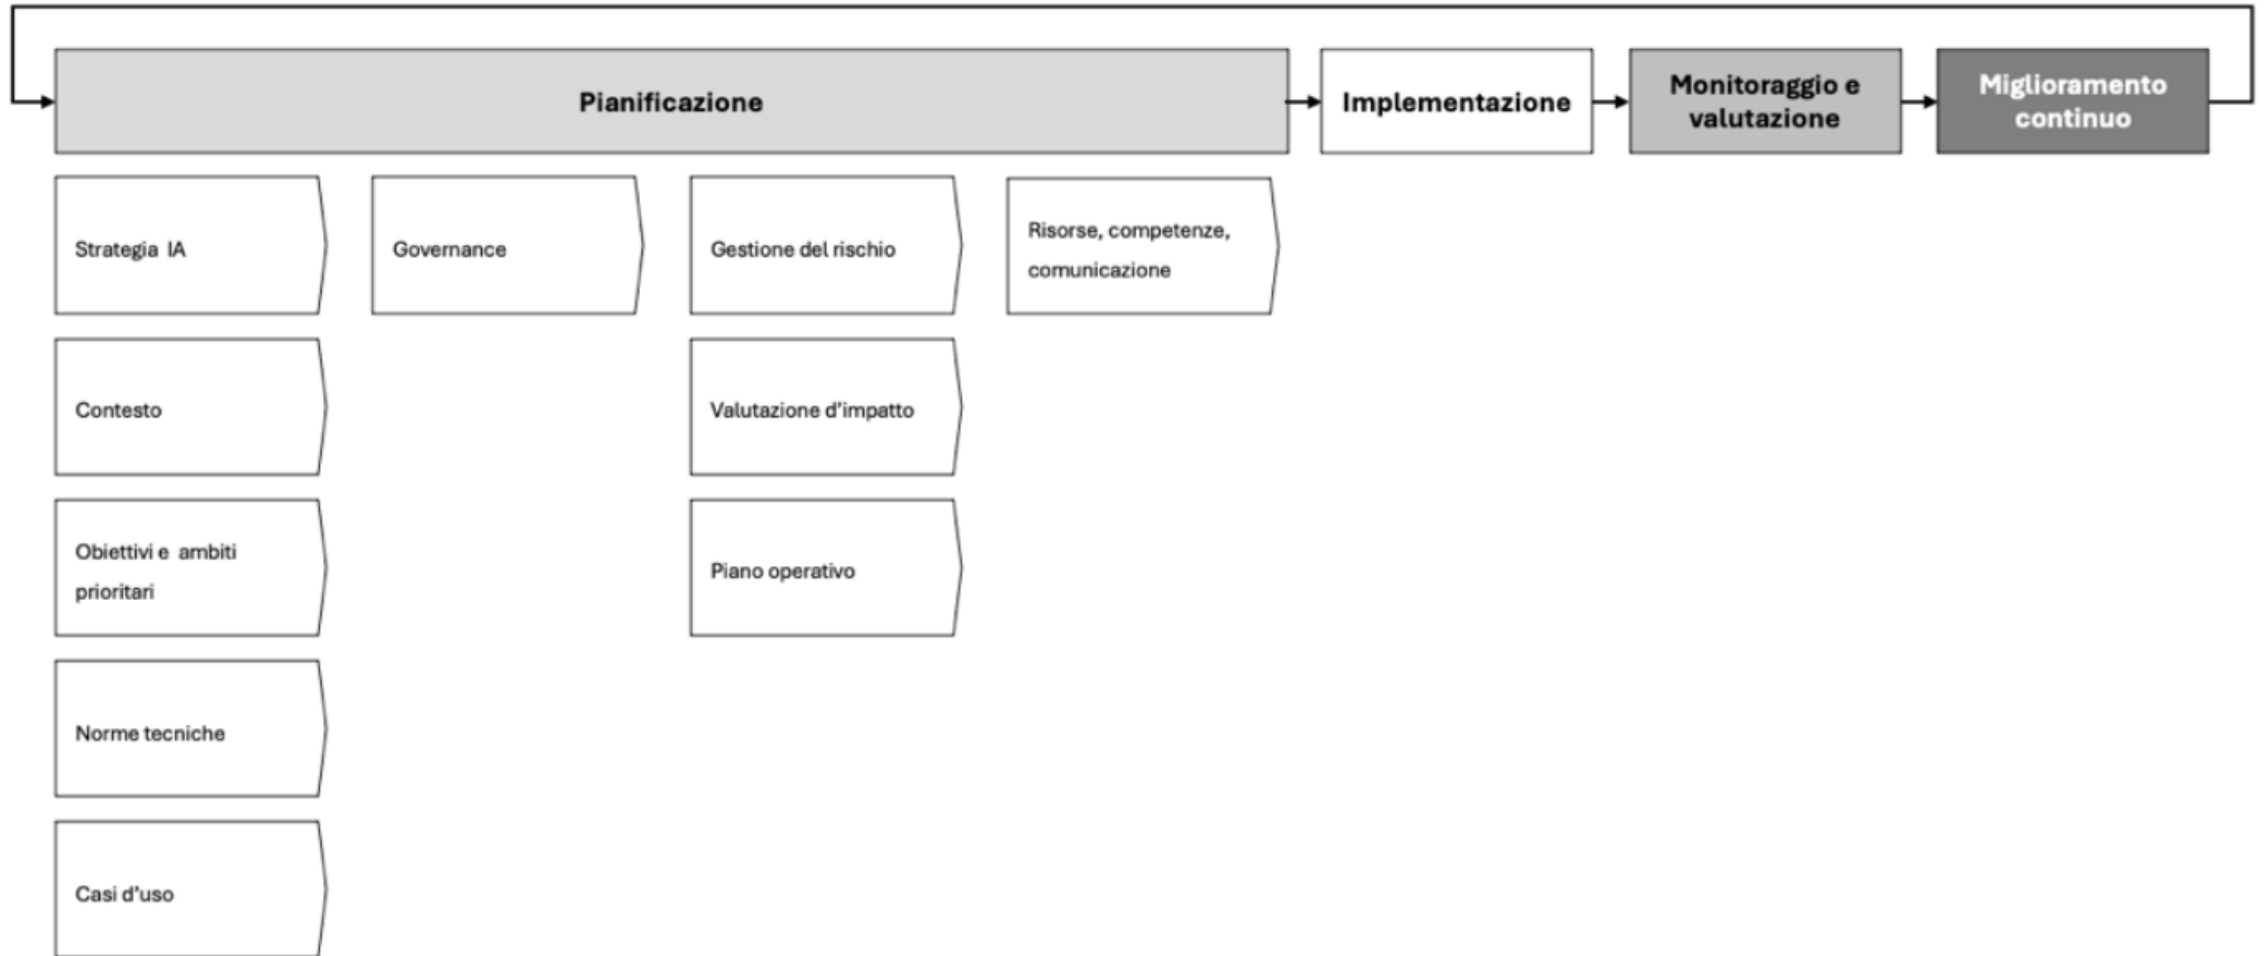 Pianificazione
Implementazione
Monitoraggio e
valutazione
Miglioramento
continuo
Strategia IA
Governance
Gestione del rischio
Risorse, competenze,
comunicazione
Contesto
Valutazione d'impatto
Obiettivi e ambiti
prioritari
Piano operativo
Norme tecniche
Casi d'uso